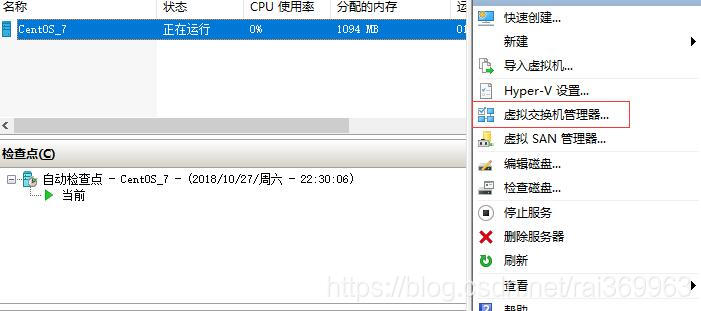 名称 状态 CPU 使用率 分配的内存 运
CentOS_7 正在运行 0% 1094 MB 01
检查点(C)
自动检查点 - CentOS_7 - (2018/10/27/周六 - 22:30:06)
当前
快速创建...
新建
导入虚拟机...
Hyper-V 设置...
虚拟交换机管理器...
虚拟 SAN 管理器...
编辑磁盘...
检查磁盘...
停止服务
删除服务器
刷新
查看
帮助
https://blog.csdn.net/rai369963